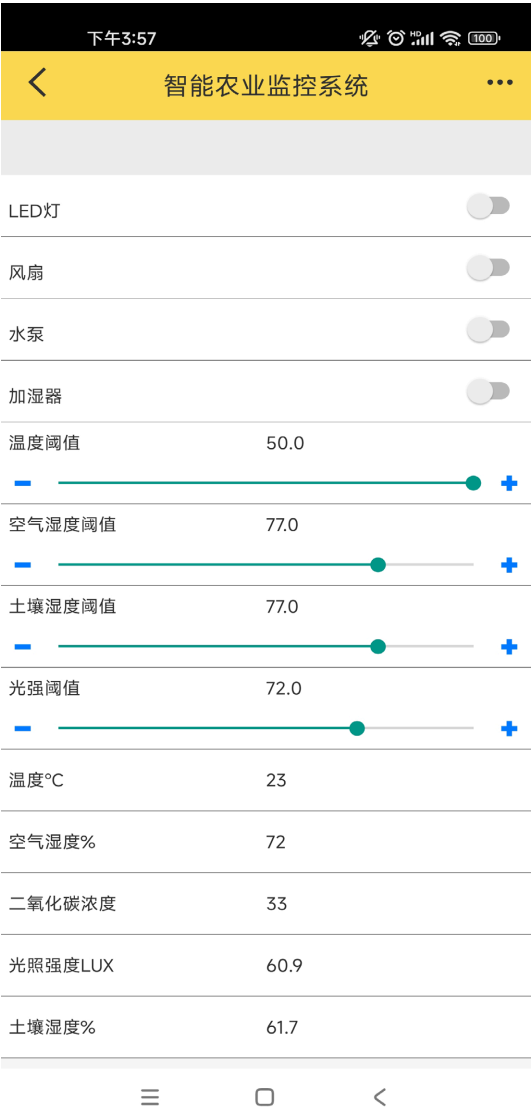 下午3:57 HD 100
智能农业监控系统
LED灯
风扇
水泵
加湿器
温度阈值 50.0
空气湿度阈值 77.0
土壤湿度阈值 77.0
光强阈值 72.0
温度℃ 23
空气湿度% 72
二氧化碳浓度 33
光照强度LUX 60.9
土壤湿度% 61.7